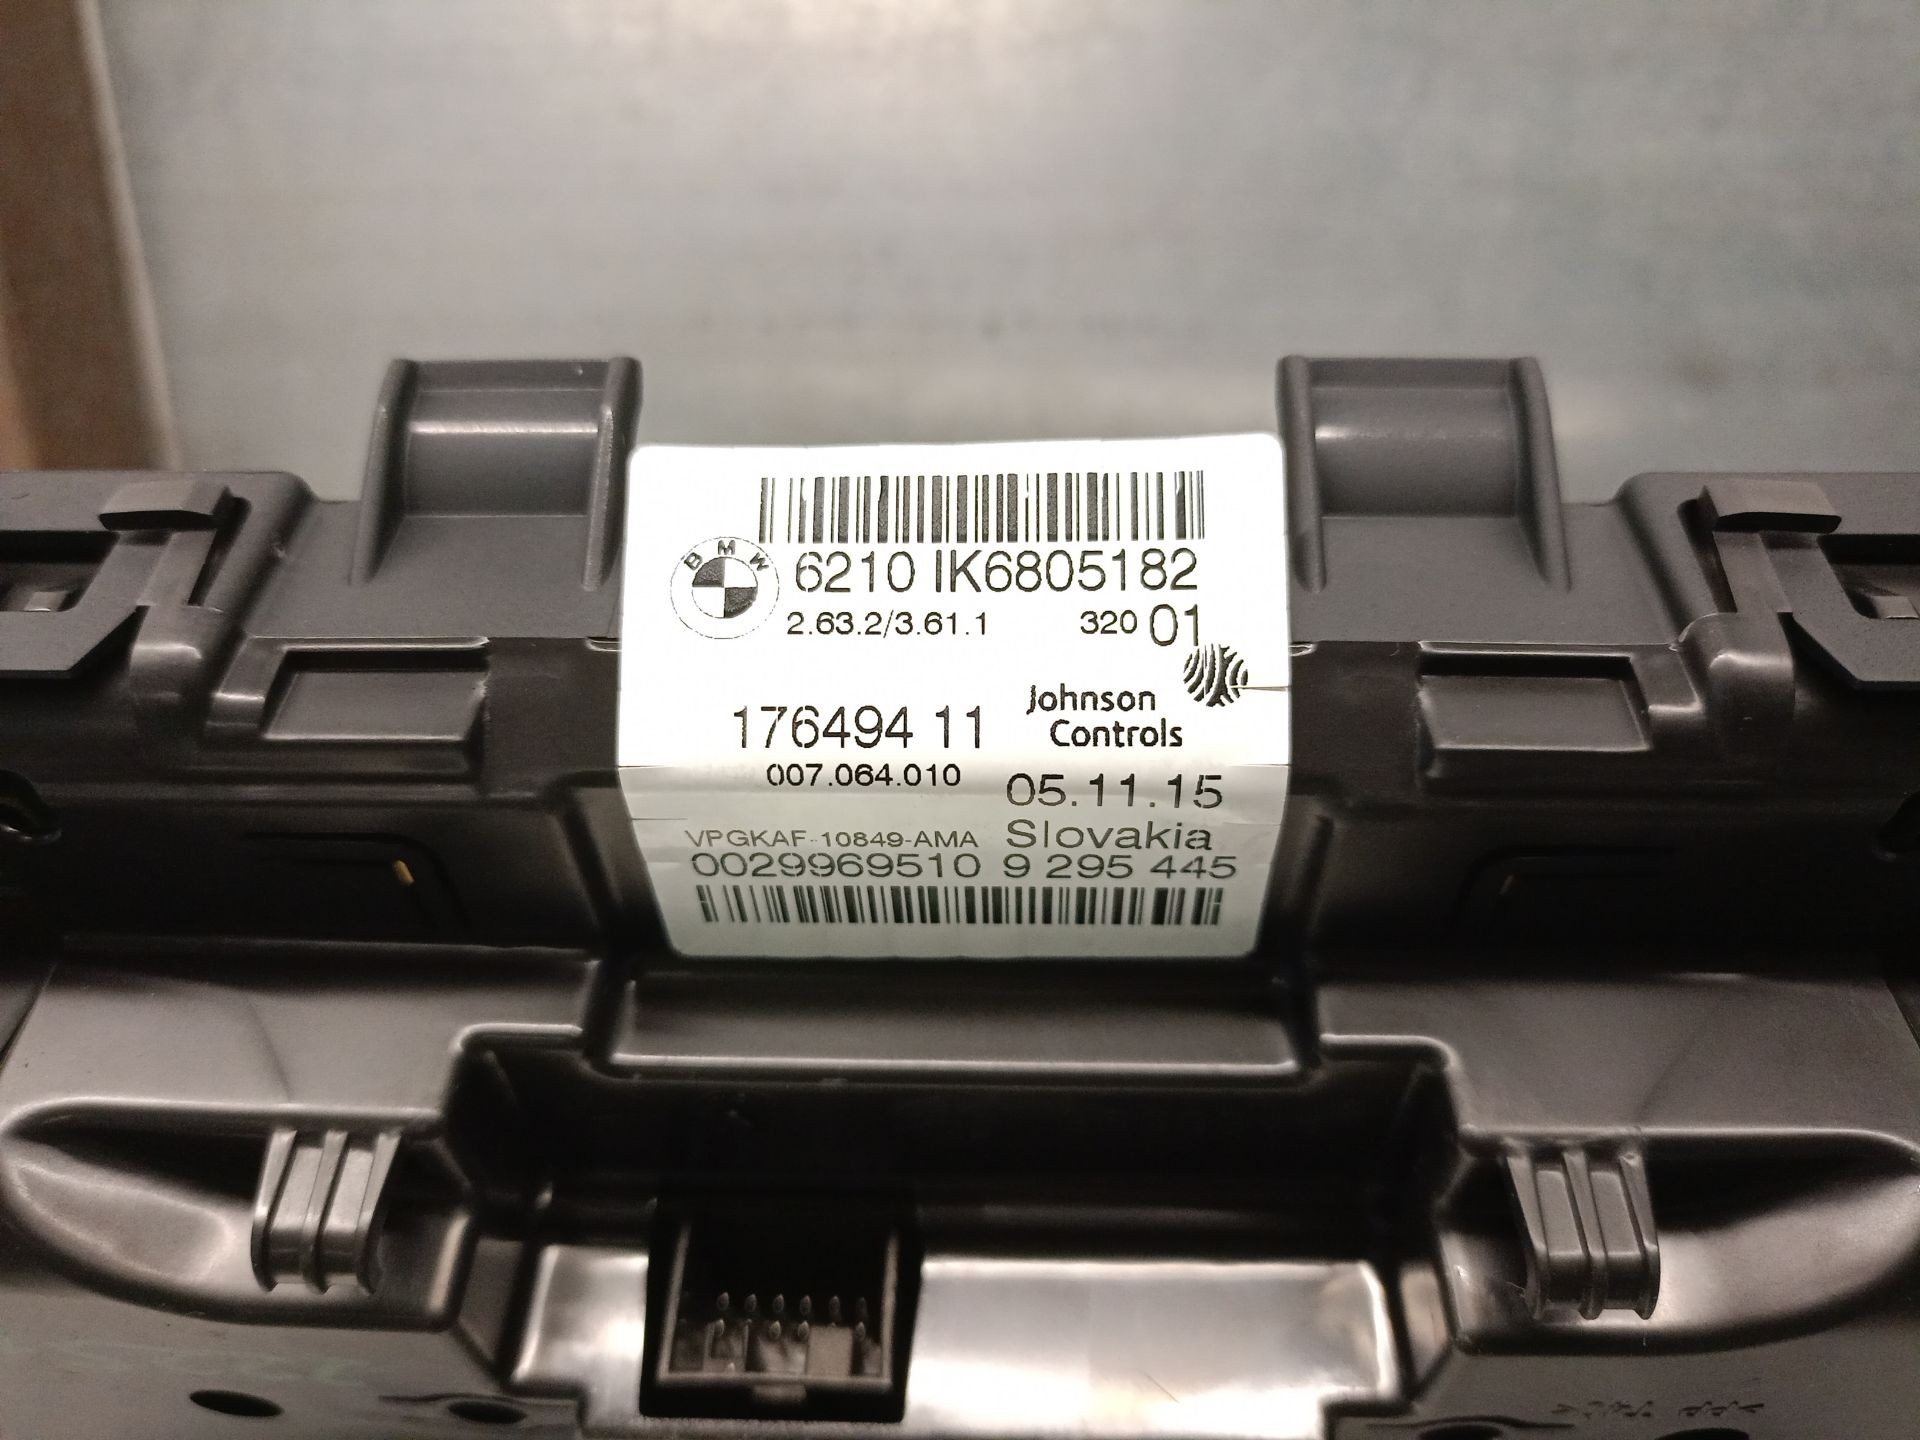 BMW
6210 IK6805182
2.63.2/3.61.1 320 01
176494 11
Johnson
Controls
007.064.010
05.11.15
VPGKAF-10849-AMA Slovakia
0029969510 9 295 445